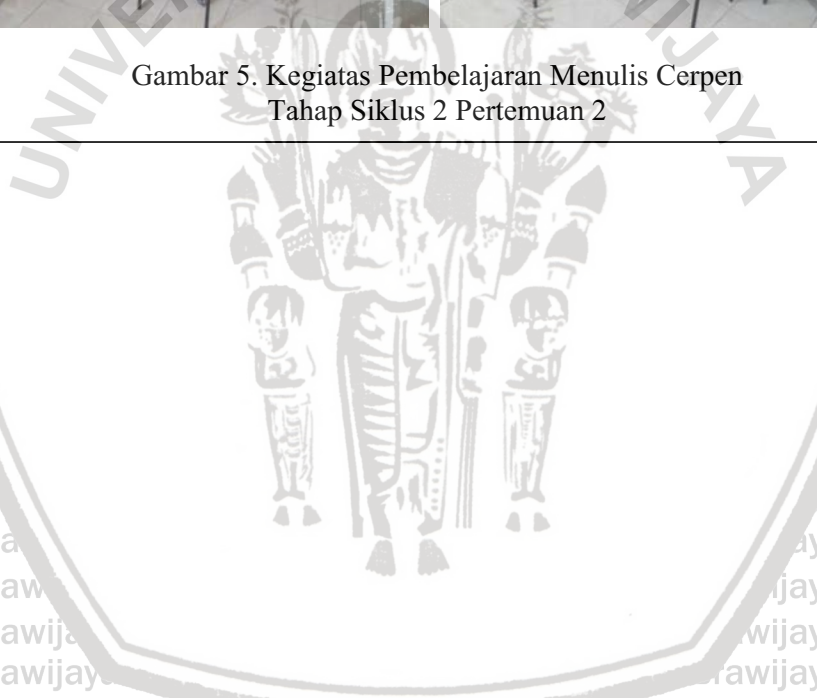 Gambar 5. Kegiatas Pembelajaran Menulis Cerpen
Tahap Siklus 2 Pertemuan 2